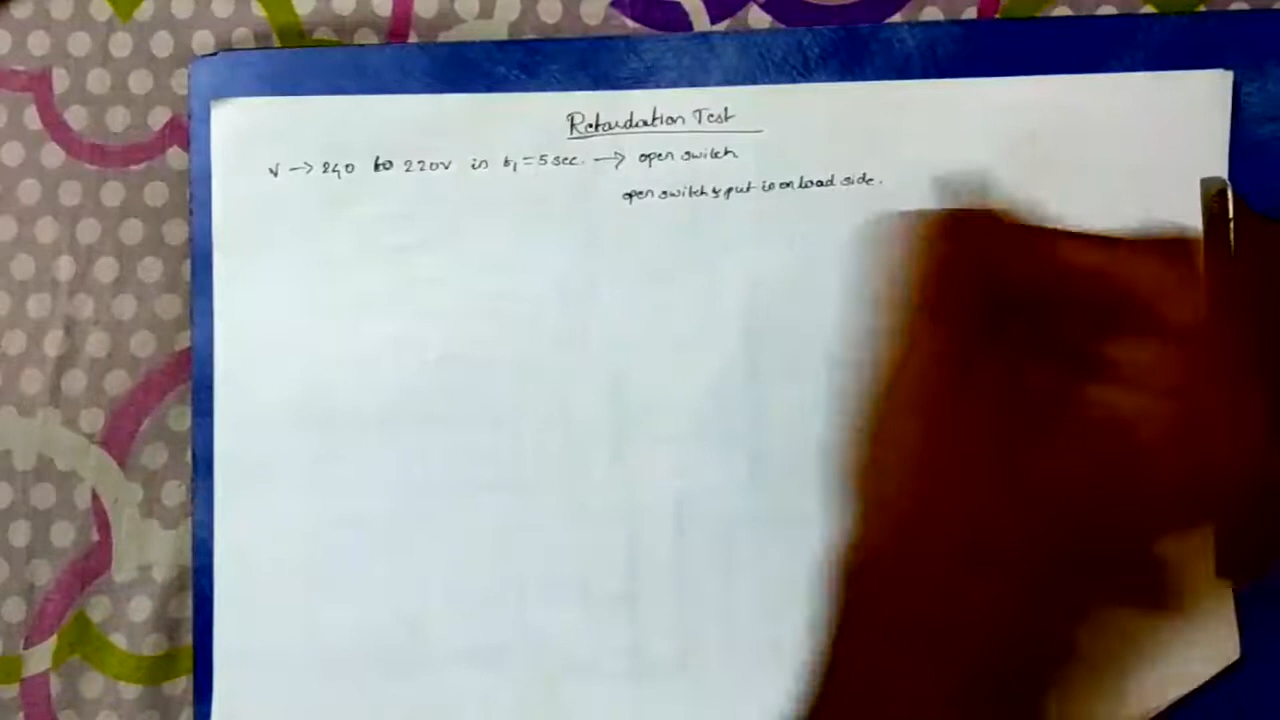 Retardation Test
V → 240 to 220V in t₁ = 5 sec. → open switch
open switch & put is on load side.